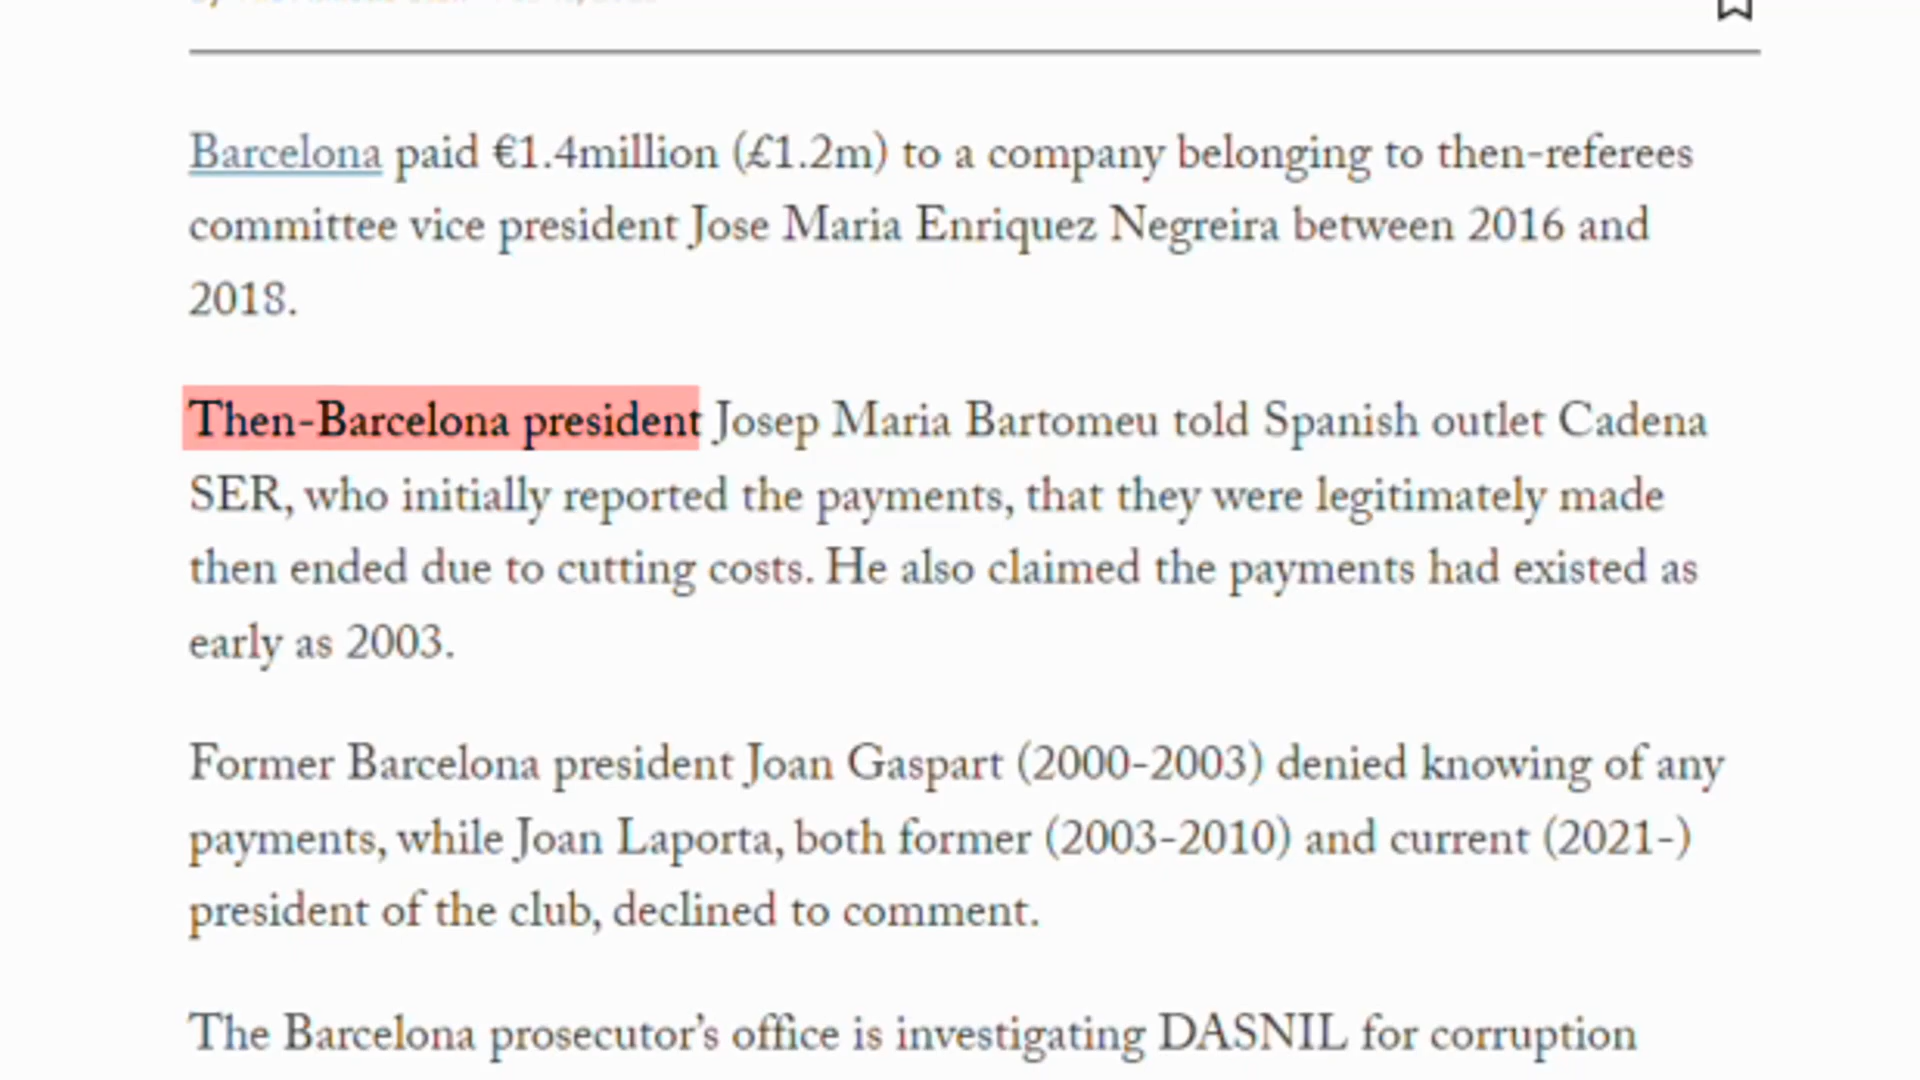 Barcelona paid €1.4million (£1.2m) to a company belonging to then-referees
committee vice president Jose Maria Enriquez Negreira between 2016 and
2018.
Then-Barcelona president Josep Maria Bartomeu told Spanish outlet Cadena
SER, who initially reported the payments, that they were legitimately made
then ended due to cutting costs. He also claimed the payments had existed as
early as 2003.
Former Barcelona president Joan Gaspart (2000-2003) denied knowing of any
payments, while Joan Laporta, both former (2003-2010) and current (2021-)
president of the club, declined to comment.
The Barcelona prosecutor's office is investigating DASNIL for corruption